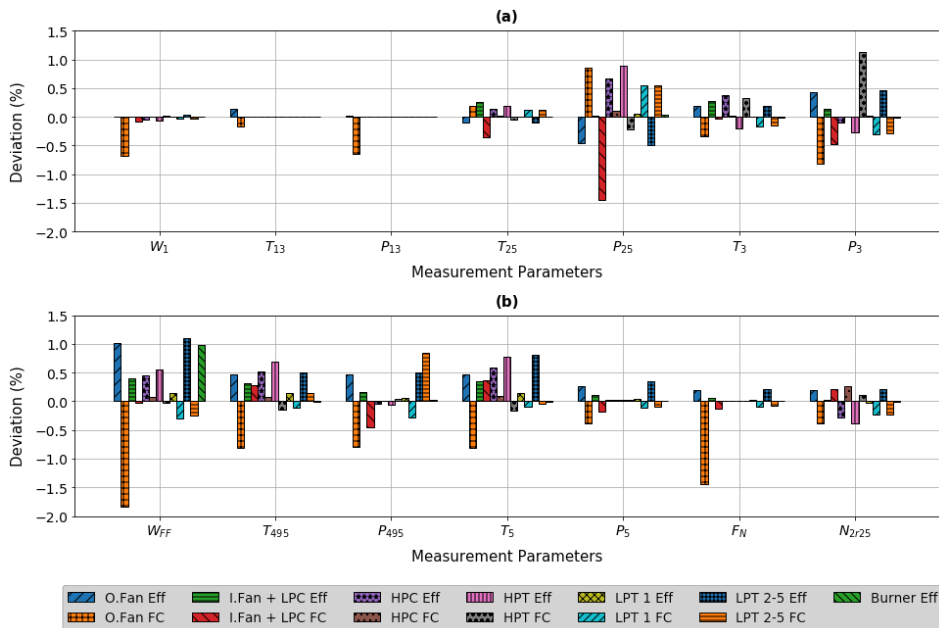 (a)
Deviation (%)
1.5
1.0
0.5
0.0
−0.5
−1.0
−1.5
−2.0
W₁ T₁₃ P₁₃ T₂₅ P₂₅ T₃ P₃
Measurement Parameters
(b)
Deviation (%)
1.5
1.0
0.5
0.0
−0.5
−1.0
−1.5
−2.0
W_FF T₄₉₅ P₄₉₅ T₅ P₅ F_N N₂ᵣ₂₅
Measurement Parameters
O.Fan Eff I.Fan + LPC Eff HPC Eff HPT Eff LPT 1 Eff LPT 2-5 Eff Burner Eff
O.Fan FC I.Fan + LPC FC HPC FC HPT FC LPT 1 FC LPT 2-5 FC